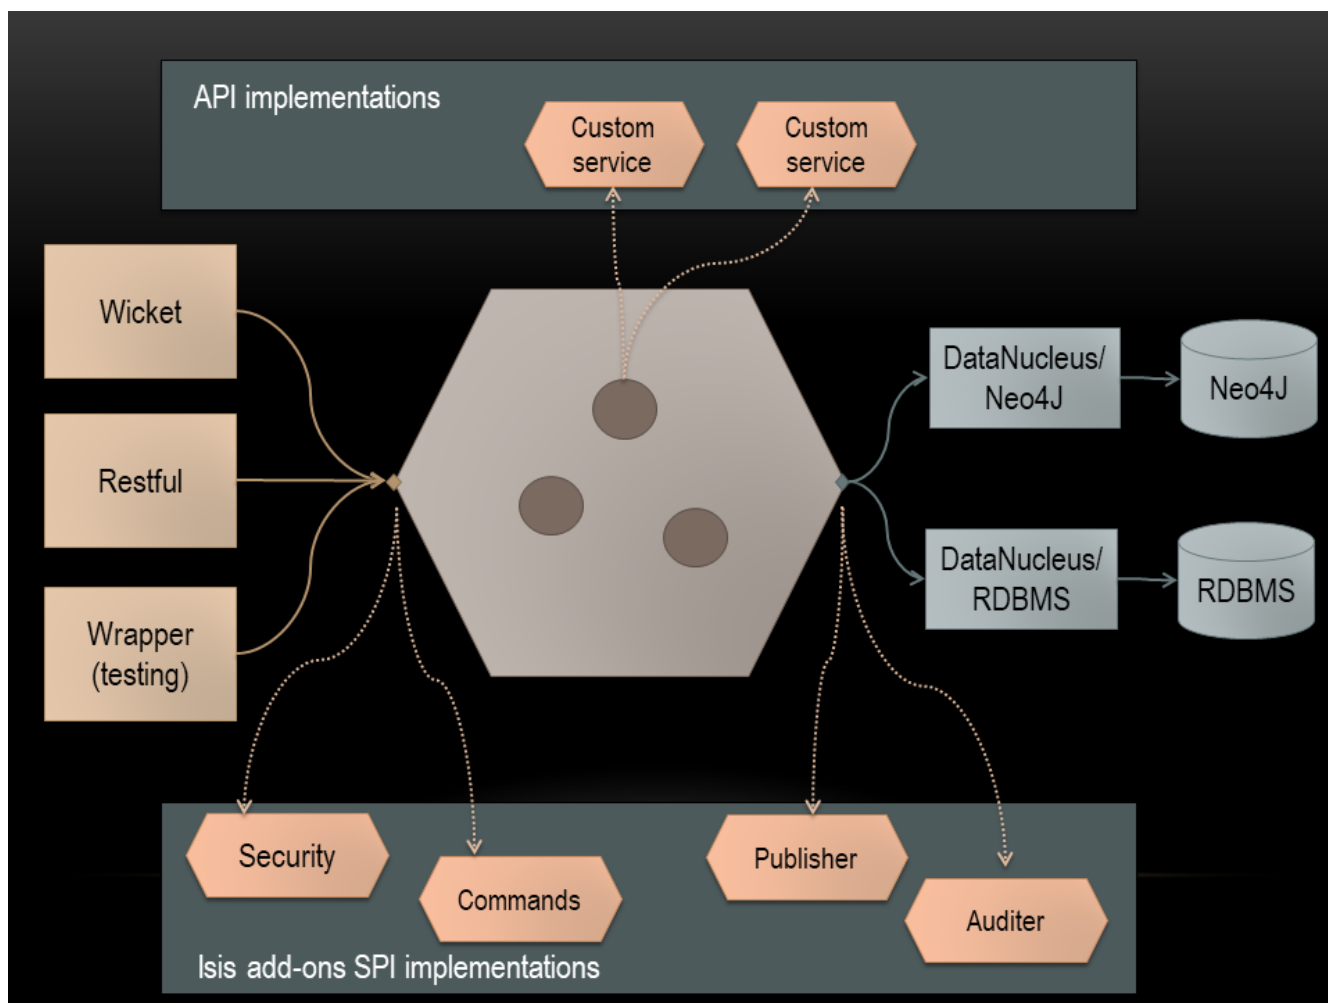 API implementations
Custom
service
Custom
service
Wicket
Restful
Wrapper
(testing)
DataNucleus/
Neo4J
Neo4J
DataNucleus/
RDBMS
RDBMS
Security
Commands
Publisher
Auditer
Isis add-ons SPI implementations